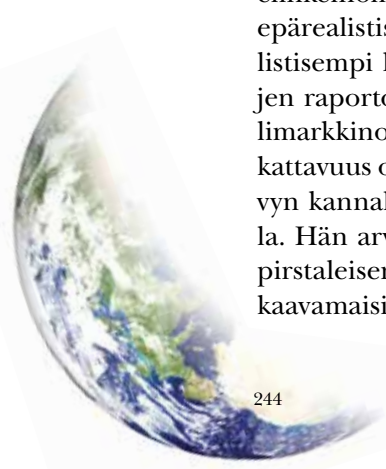 epärealistis
listisempi
jen raporto
limarkkino
kattavuus
vyn kannal
la. Hän arv
pirstaleiser
kaavamaisi
244